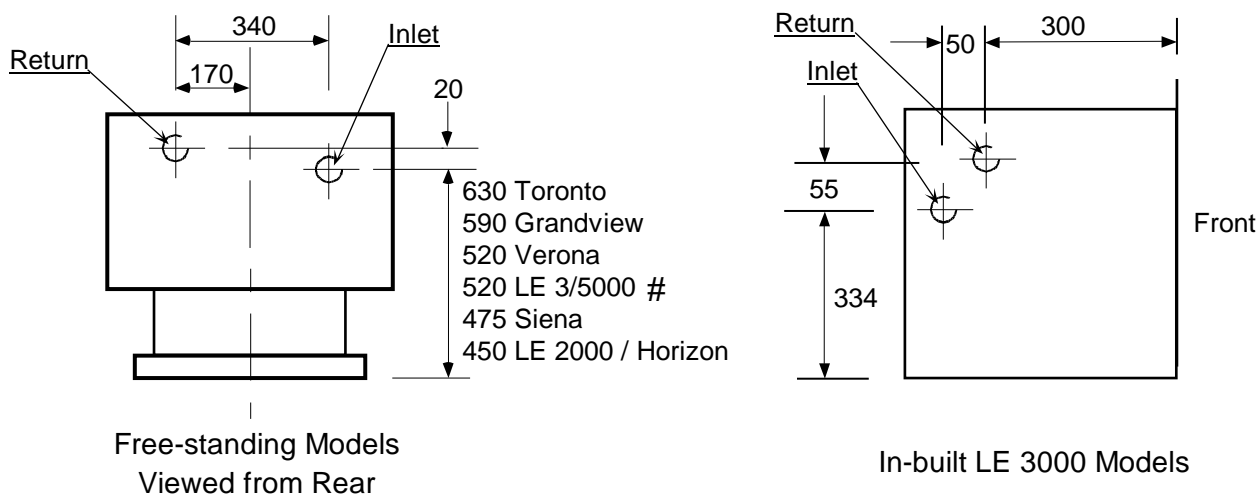 340
Inlet
Return
170
20
630 Toronto
590 Grandview
520 Verona
520 LE 3/5000 #
475 Siena
450 LE 2000 / Horizon
Free-standing Models
Viewed from Rear
Return
50
300
Inlet
55
334
Front
In-built LE 3000 Models